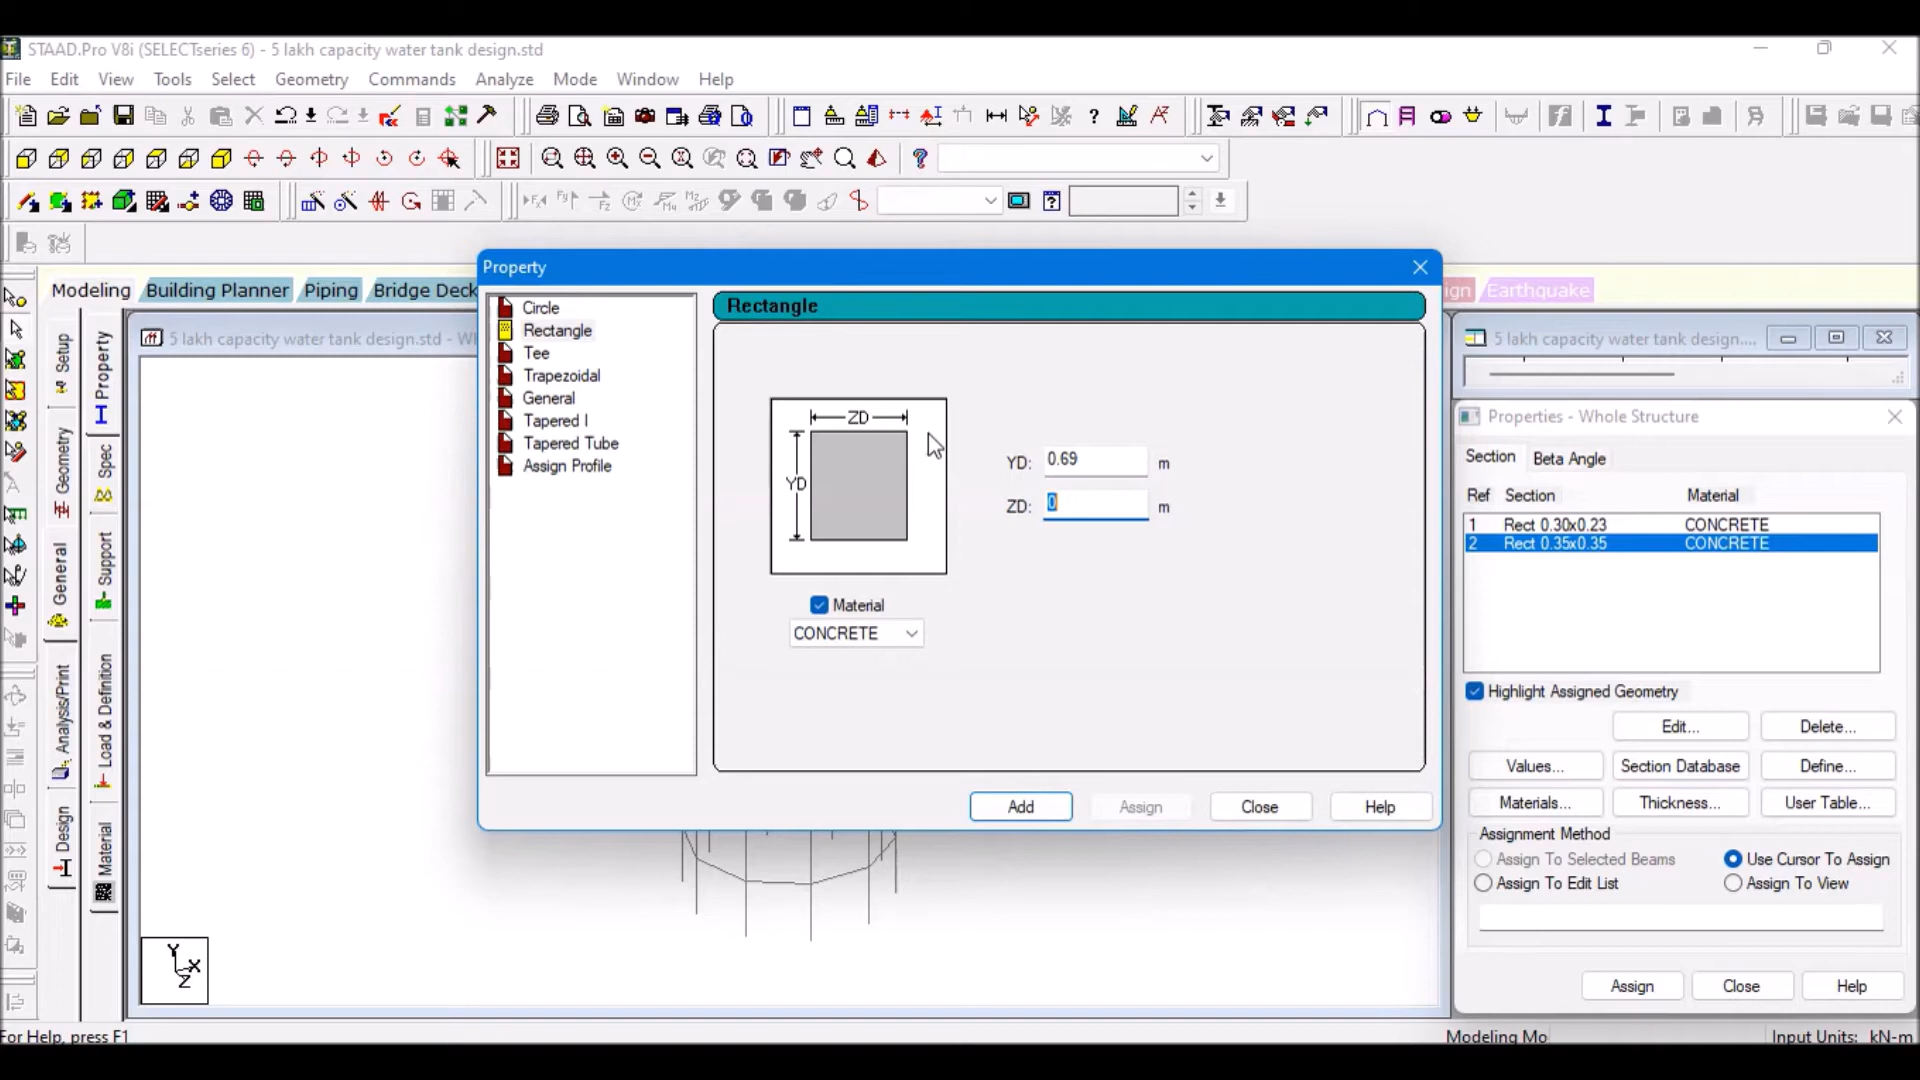 STAAD.Pro V8i (SELECTseries 6) - 5 lakh capacity water tank design.std
File Edit View Tools Select Geometry Commands Analyze Mode Window Help
Modeling Building Planner Piping Bridge Deck ign Earthquake
Property
Circle
Rectangle
Tee
Trapezoidal
General
Tapered I
Tapered Tube
Assign Profile
Rectangle
ZD
YD
YD: 0.69 m
ZD: 0 m
Material
CONCRETE
Add Assign Close Help
5 lakh capacity water tank design.std - Wh
Setup
Geometry
General
Analysis/Print
Design
Property
Spec
Support
Load & Definition
Material
Y
X
Z
5 lakh capacity water tank design....
Properties - Whole Structure
Section Beta Angle
Ref Section Material
1 Rect 0.30x0.23 CONCRETE
2 Rect 0.35x0.35 CONCRETE
Highlight Assigned Geometry
Edit... Delete...
Values... Section Database Define...
Materials... Thickness... User Table...
Assignment Method
Assign To Selected Beams Use Cursor To Assign
Assign To Edit List Assign To View
Assign Close Help
For Help, press F1
Modeling Mo Input Units: kN-m